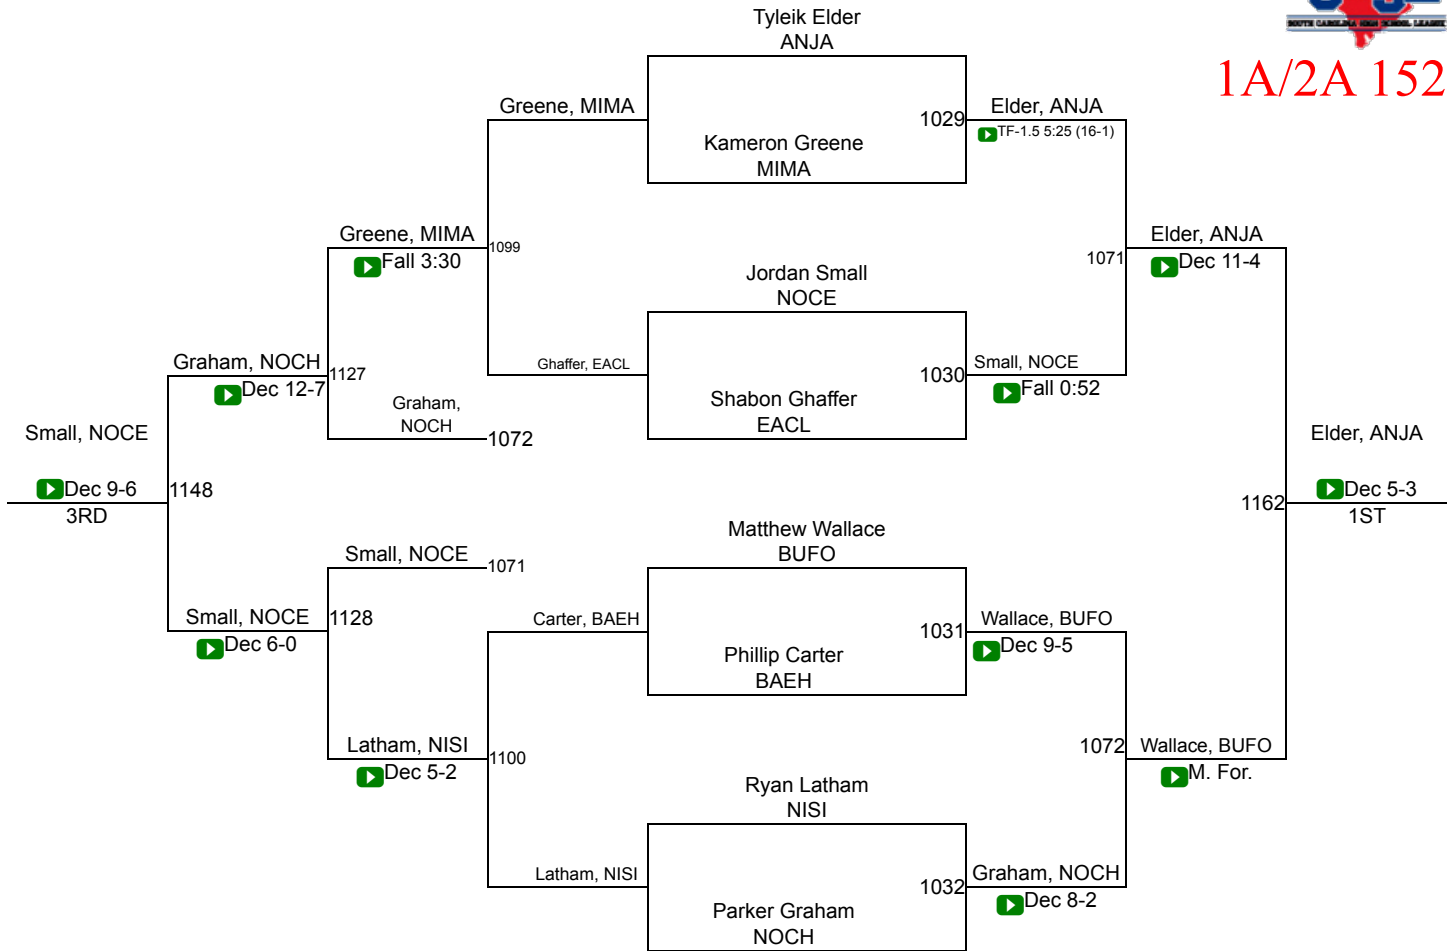 SOUTH CAROLINA HIGH SCHOOL LEAGUE
1A/2A 152
Tyleik Elder
ANJA
Greene, MIMA
1029
Elder, ANJA
TF-1.5 5:25 (16-1)
Kameron Greene
MIMA
Greene, MIMA
Fall 3:30
1099
1071
Elder, ANJA
Dec 11-4
Jordan Small
NOCE
Graham, NOCH
Dec 12-7
1127
Ghaffer, EACL
1030
Small, NOCE
Fall 0:52
Shabon Ghaffer
EACL
Graham,
NOCH
1072
Small, NOCE
Dec 9-6
3RD
1148
1162
Elder, ANJA
Dec 5-3
1ST
Matthew Wallace
BUFO
Small, NOCE
1071
Small, NOCE
Dec 6-0
1128
Carter, BAEH
1031
Wallace, BUFO
Dec 9-5
Phillip Carter
BAEH
Latham, NISI
Dec 5-2
1100
1072
Wallace, BUFO
M. For.
Ryan Latham
NISI
Latham, NISI
1032
Graham, NOCH
Dec 8-2
Parker Graham
NOCH